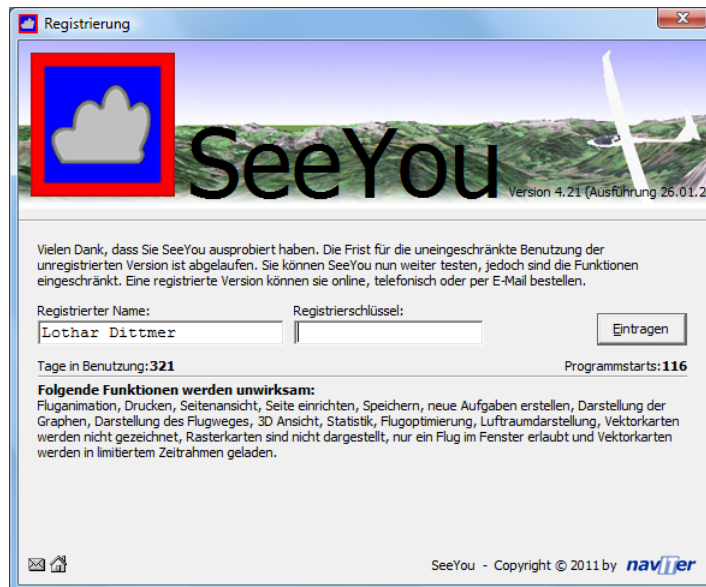 Registrierung
SeeYou
Version 4.21 (Ausführung 26.01.2
Vielen Dank, dass Sie SeeYou ausprobiert haben. Die Frist für die uneingeschränkte Benutzung der
unregistrierten Version ist abgelaufen. Sie können SeeYou nun weiter testen, jedoch sind die Funktionen
eingeschränkt. Eine registrierte Version können sie online, telefonisch oder per E-Mail bestellen.
Registrierter Name: Registrierschlüssel:
Lothar Dittmer Eintragen
Tage in Benutzung:321 Programmstarts:116
Folgende Funktionen werden unwirksam:
Fluganimation, Drucken, Seitenansicht, Seite einrichten, Speichern, neue Aufgaben erstellen, Darstellung der
Graphen, Darstellung des Flugweges, 3D Ansicht, Statistik, Flugoptimierung, Luftraumdarstellung, Vektorkarten
werden nicht gezeichnet, Rasterkarten sind nicht dargestellt, nur ein Flug im Fenster erlaubt und Vektorkarten
werden in limitiertem Zeitrahmen geladen.
SeeYou - Copyright © 2011 by naviter